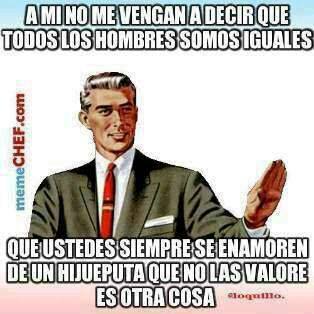 A MI NO ME VENGAN A DECIR QUE
TODOS LOS HOMBRES SOMOS IGUALES
memeCHEF.com
QUE USTEDES SIEMPRE SE ENAMOREN
DE UN HIJUEPUTA QUE NO LAS VALORE
ES OTRA COSA
@loquillo.